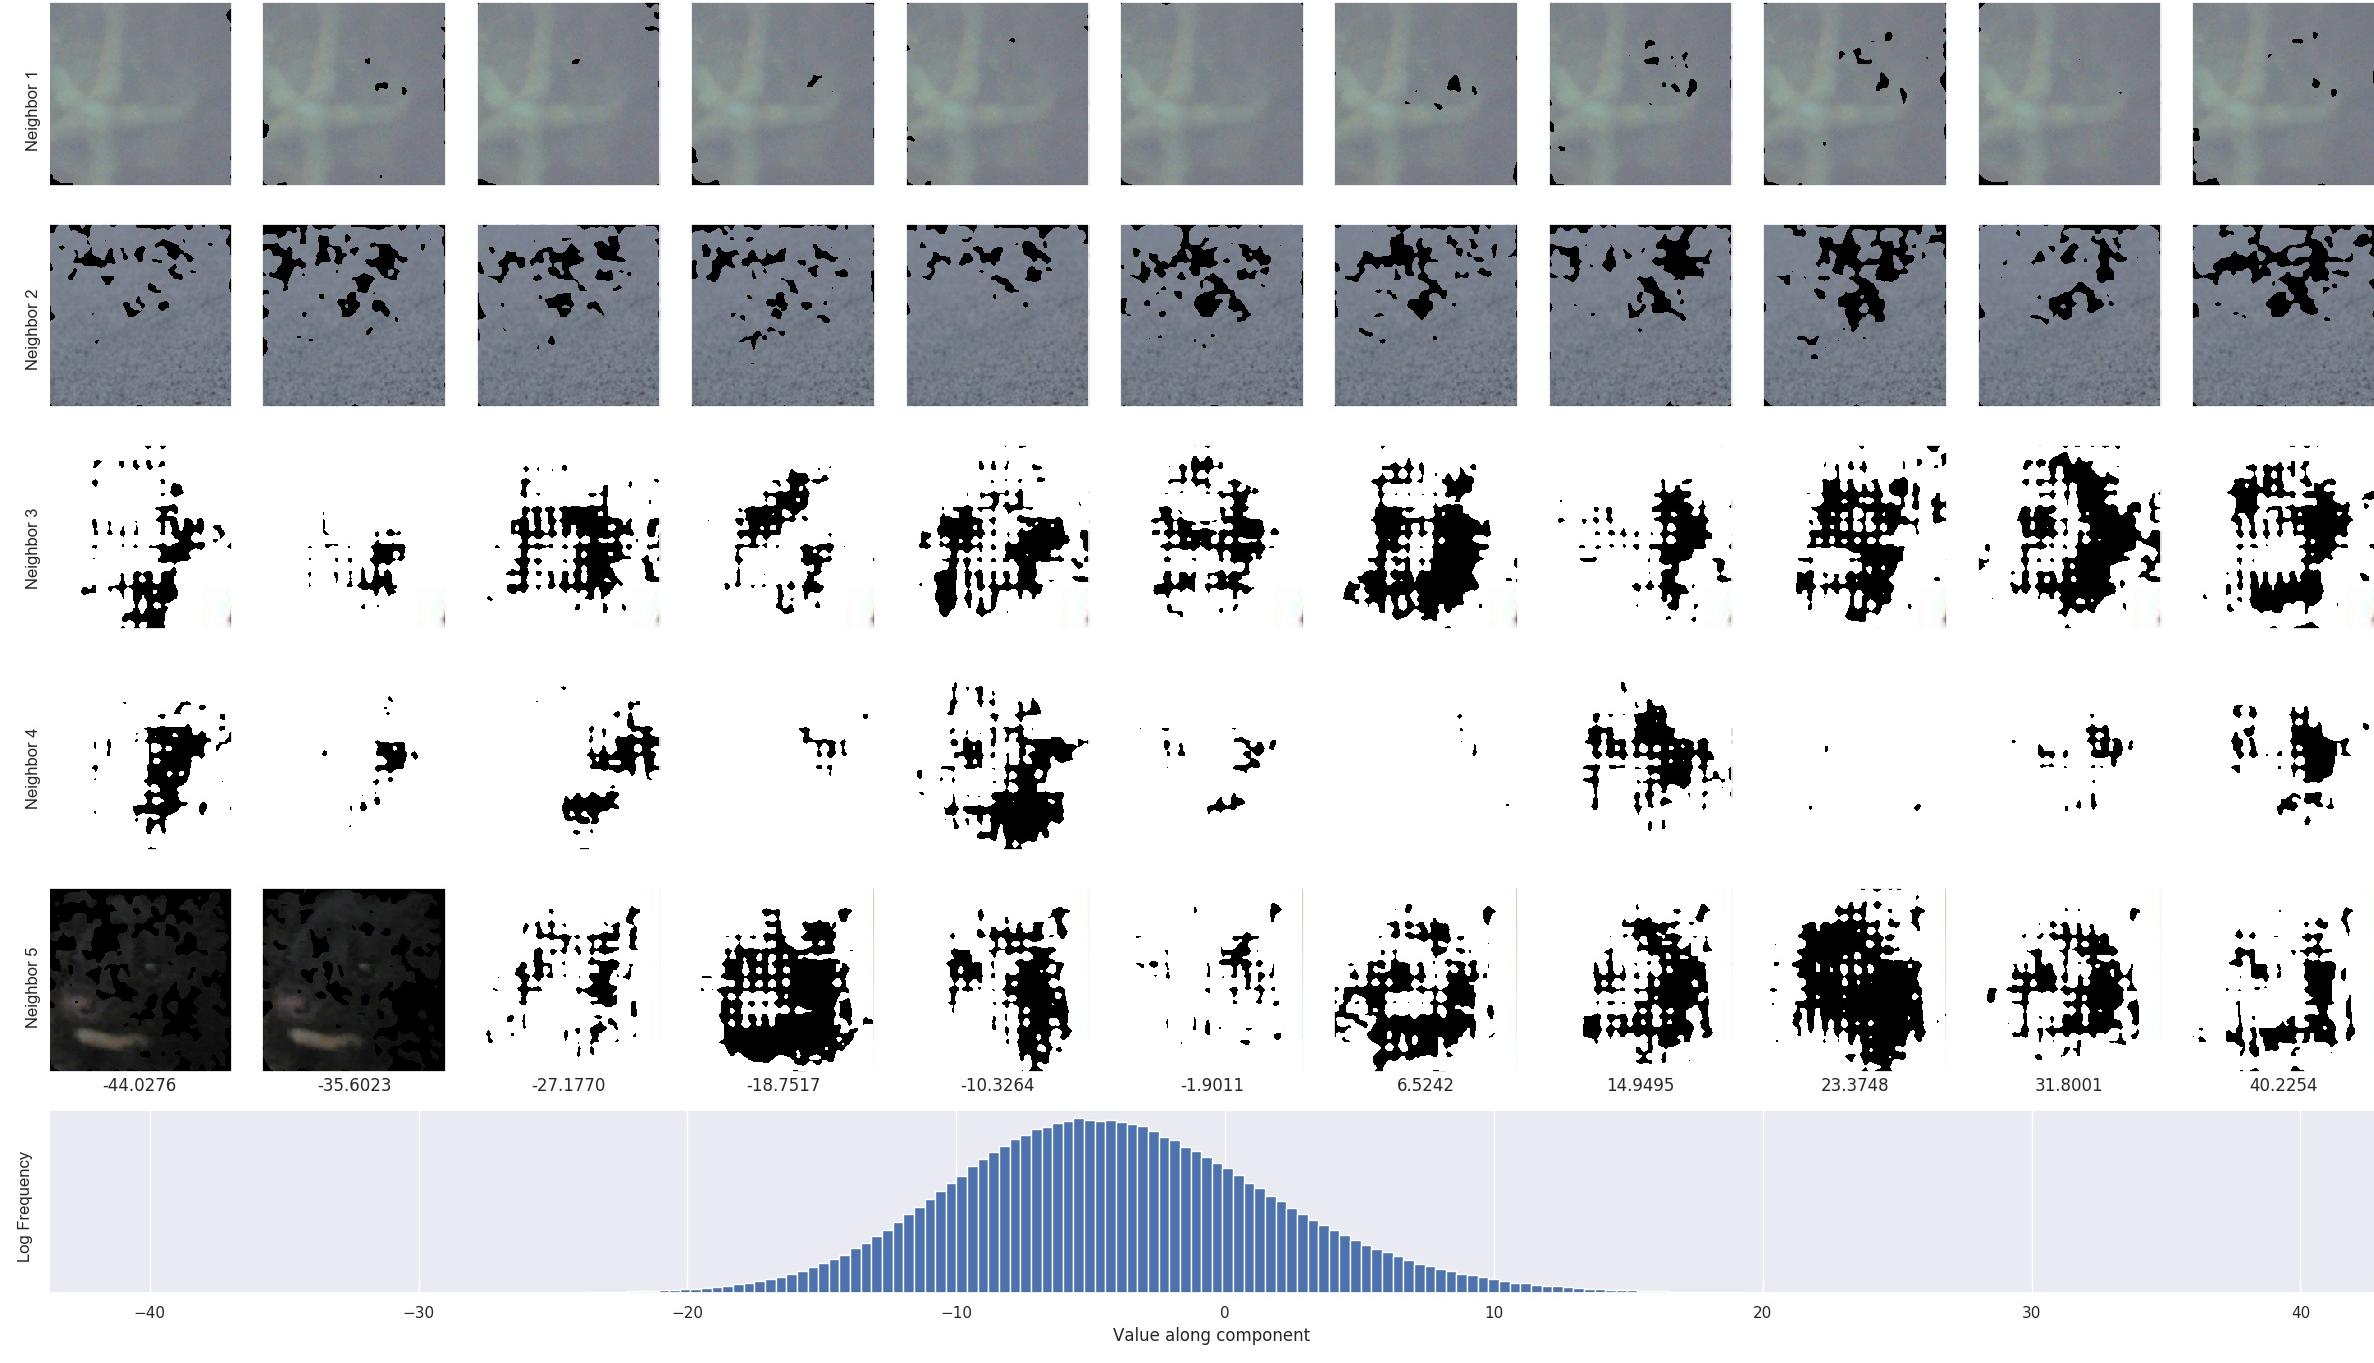 Neighbor 1
Neighbor 2
Neighbor 3
Neighbor 4
Neighbor 5
-44.0276 -35.6023 -27.1770 -18.7517 -10.3264 -1.9011 6.5242 14.9495 23.3748 31.8001 40.2254
Log Frequency
−40 −30 −20 −10 0 10 20 30 40
Value along component